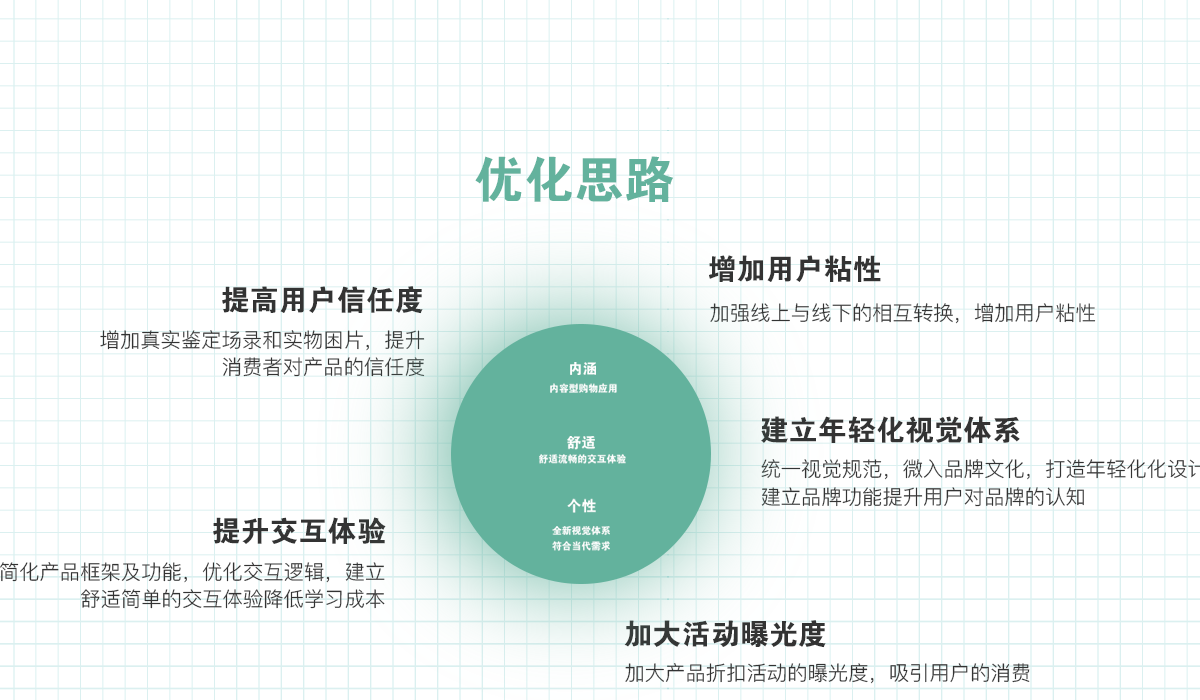 优化思路
提高用户信任度
增加真实鉴定场录和实物困片，提升
消费者对产品的信任度
增加用户粘性
加强线上与线下的相互转换，增加用户粘性
内涵
内容型购物应用
舒适
舒适流畅的交互体验
个性
全新视觉体系
符合当代需求
建立年轻化视觉体系
统一视觉规范，微入品牌文化，打造年轻化化设计
建立品牌功能提升用户对品牌的认知
提升交互体验
简化产品框架及功能，优化交互逻辑，建立
舒适简单的交互体验降低学习成本
加大活动曝光度
加大产品折扣活动的曝光度，吸引用户的消费